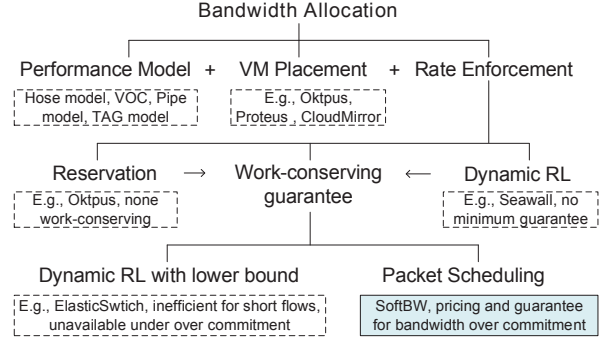 Bandwidth Allocation
Performance Model + VM Placement + Rate Enforcement
Hose model, VOC, Pipe
model, TAG model
E.g., Oktpus,
Proteus , CloudMirror
Reservation → Work-conserving
guarantee ← Dynamic RL
E.g., Oktpus, none
work-conserving
E.g., Seawall, no
minimum guarantee
Dynamic RL with lower bound
Packet Scheduling
E.g., ElasticSwtich, inefficient for short flows,
unavailable under over commitment
SoftBW, pricing and guarantee
for bandwidth over commitment